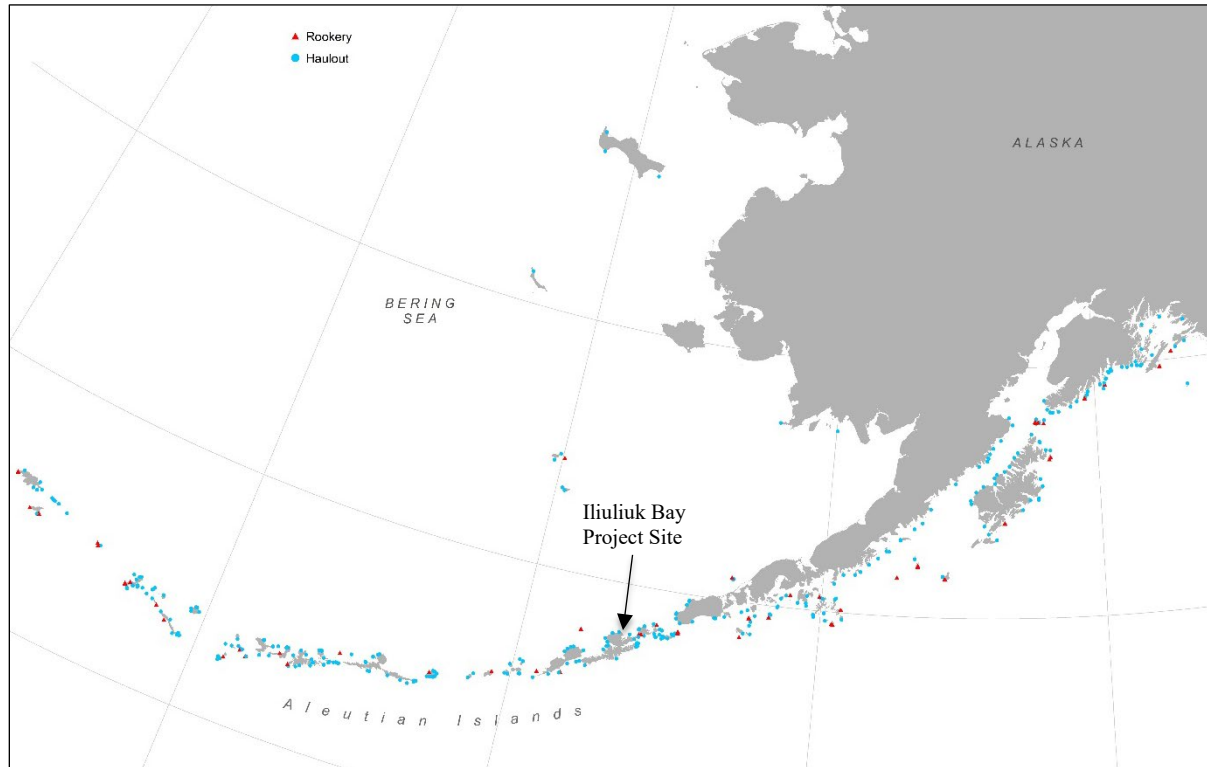 Rookery
Haulout
ALASKA
BERING
SEA
Iliuliuk Bay
Project Site
Aleutian Islands